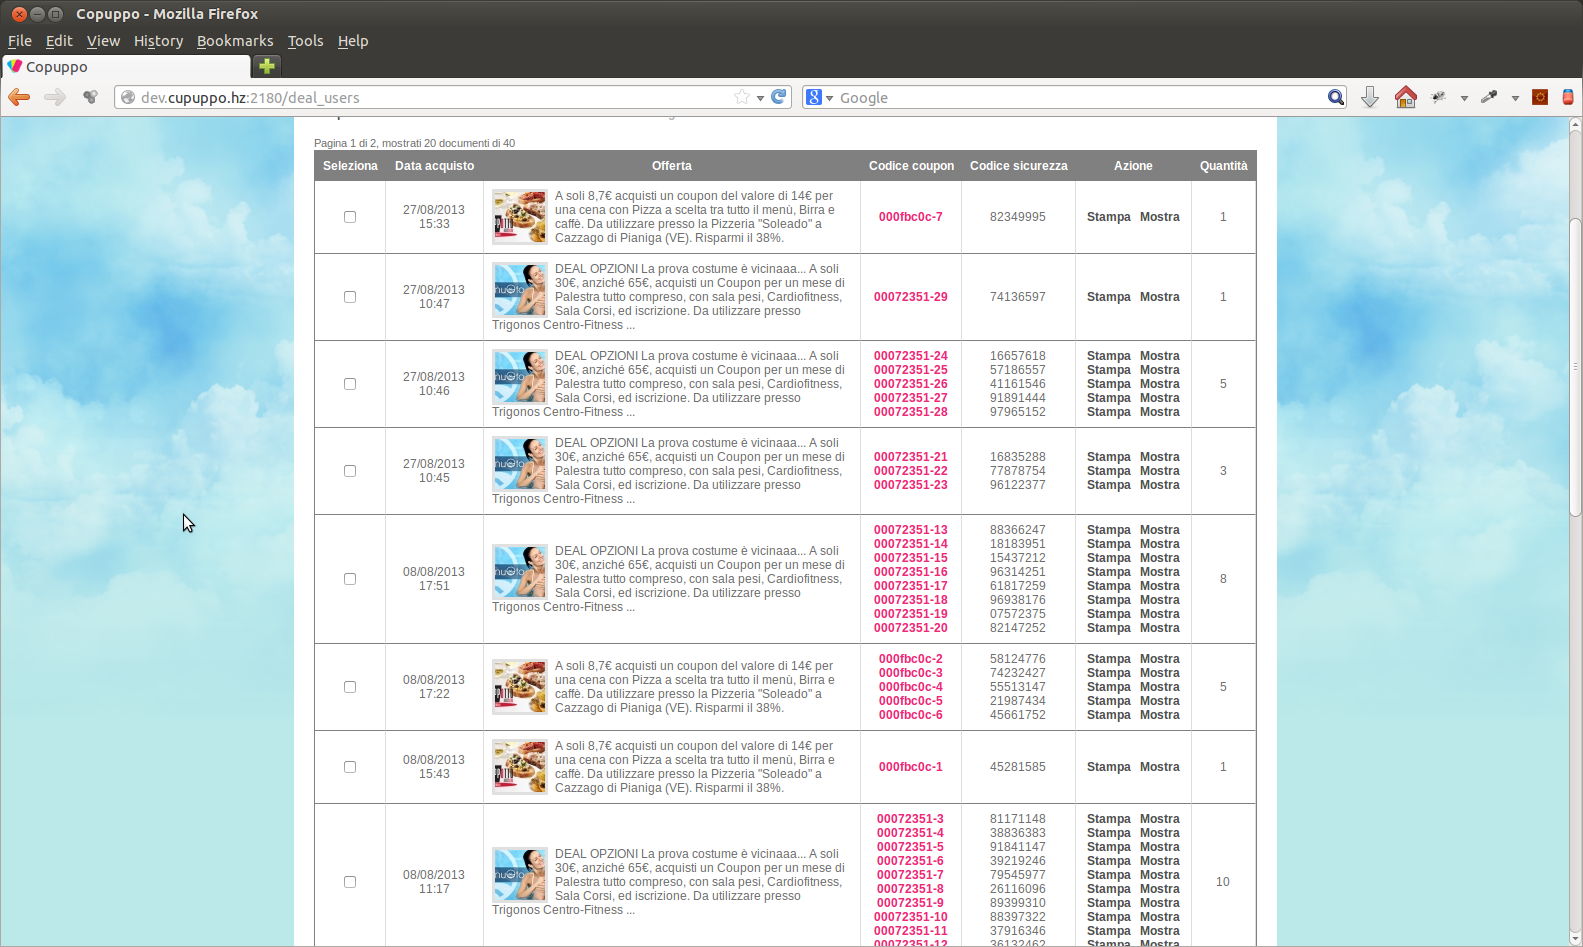 Copuppo - Mozilla Firefox
File Edit View History Bookmarks Tools Help
Copuppo
dev.cupuppo.hz:2180/deal_users
Google
Pagina 1 di 2, mostrati 20 documenti di 40
Seleziona Data acquisto Offerta Codice coupon Codice sicurezza Azione Quantità
27/08/2013
15:33
A soli 8,7€ acquisti un coupon del valore di 14€ per
una cena con Pizza a scelta tra tutto il menù, Birra e
caffè. Da utilizzare presso la Pizzeria "Soleado" a
Cazzago di Pianiga (VE). Risparmi il 38%.
000fbc0c-7 82349995 Stampa Mostra 1
27/08/2013
10:47
DEAL OPZIONI La prova costume è vicinaaa... A soli
30€, anziché 65€, acquisti un Coupon per un mese di
Palestra tutto compreso, con sala pesi, Cardiofitness,
Sala Corsi, ed iscrizione. Da utilizzare presso
Trigonos Centro-Fitness ...
00072351-29 74136597 Stampa Mostra 1
27/08/2013
10:46
DEAL OPZIONI La prova costume è vicinaaa... A soli
30€, anziché 65€, acquisti un Coupon per un mese di
Palestra tutto compreso, con sala pesi, Cardiofitness,
Sala Corsi, ed iscrizione. Da utilizzare presso
Trigonos Centro-Fitness ...
00072351-24 16657618 Stampa Mostra
00072351-25 57186557 Stampa Mostra
00072351-26 41161546 Stampa Mostra 5
00072351-27 91891444 Stampa Mostra
00072351-28 97965152 Stampa Mostra
27/08/2013
10:45
DEAL OPZIONI La prova costume è vicinaaa... A soli
30€, anziché 65€, acquisti un Coupon per un mese di
Palestra tutto compreso, con sala pesi, Cardiofitness,
Sala Corsi, ed iscrizione. Da utilizzare presso
Trigonos Centro-Fitness ...
00072351-21 16835288 Stampa Mostra
00072351-22 77878754 Stampa Mostra 3
00072351-23 96122377 Stampa Mostra
08/08/2013
17:51
DEAL OPZIONI La prova costume è vicinaaa... A soli
30€, anziché 65€, acquisti un Coupon per un mese di
Palestra tutto compreso, con sala pesi, Cardiofitness,
Sala Corsi, ed iscrizione. Da utilizzare presso
Trigonos Centro-Fitness ...
00072351-13 88366247 Stampa Mostra
00072351-14 18183951 Stampa Mostra
00072351-15 15437212 Stampa Mostra
00072351-16 96314251 Stampa Mostra
8
00072351-17 61817259 Stampa Mostra
00072351-18 96938176 Stampa Mostra
00072351-19 07572375 Stampa Mostra
00072351-20 82147252 Stampa Mostra
08/08/2013
17:22
A soli 8,7€ acquisti un coupon del valore di 14€ per
una cena con Pizza a scelta tra tutto il menù, Birra e
caffè. Da utilizzare presso la Pizzeria "Soleado" a
Cazzago di Pianiga (VE). Risparmi il 38%.
000fbc0c-2 58124776 Stampa Mostra
000fbc0c-3 74232427 Stampa Mostra
000fbc0c-4 55513147 Stampa Mostra 5
000fbc0c-5 21987434 Stampa Mostra
000fbc0c-6 45661752 Stampa Mostra
08/08/2013
15:43
A soli 8,7€ acquisti un coupon del valore di 14€ per
una cena con Pizza a scelta tra tutto il menù, Birra e
caffè. Da utilizzare presso la Pizzeria "Soleado" a
Cazzago di Pianiga (VE). Risparmi il 38%.
000fbc0c-1 45281585 Stampa Mostra 1
08/08/2013
11:17
DEAL OPZIONI La prova costume è vicinaaa... A soli
30€, anziché 65€, acquisti un Coupon per un mese di
Palestra tutto compreso, con sala pesi, Cardiofitness,
Sala Corsi, ed iscrizione. Da utilizzare presso
Trigonos Centro-Fitness ...
00072351-3 81171148 Stampa Mostra
00072351-4 38836383 Stampa Mostra
00072351-5 91841147 Stampa Mostra
00072351-6 39219246 Stampa Mostra
00072351-7 79545977 Stampa Mostra
10
00072351-8 26116096 Stampa Mostra
00072351-9 89399310 Stampa Mostra
00072351-10 88397322 Stampa Mostra
00072351-11 37916346 Stampa Mostra
00072351-12 36132462 Stampa Mostra